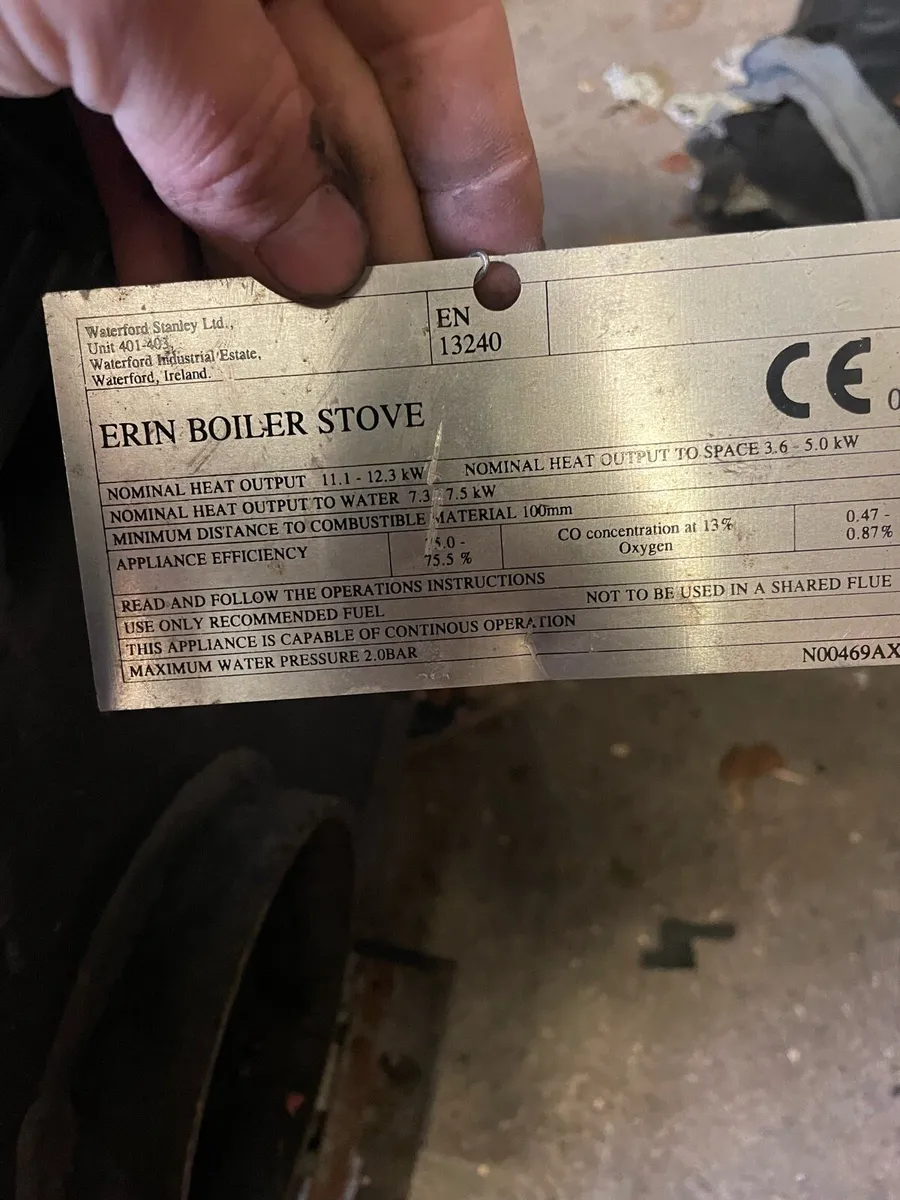 Waterford Stanley Ltd.,
Unit 401-403,
Waterford Industrial Estate,
Waterford, Ireland.
EN
13240
CE
0
ERIN BOILER STOVE
NOMINAL HEAT OUTPUT 11.1 - 12.3 kW NOMINAL HEAT OUTPUT TO SPACE 3.6 - 5.0 kW
NOMINAL HEAT OUTPUT TO WATER 7.3 7.5 kW
MINIMUM DISTANCE TO COMBUSTIBLE MATERIAL 100mm
APPLIANCE EFFICIENCY
75.5 %
CO concentration at 13%
Oxygen
0.47 -
0.87%
READ AND FOLLOW THE OPERATIONS INSTRUCTIONS
USE ONLY RECOMMENDED FUEL NOT TO BE USED IN A SHARED FLUE
THIS APPLIANCE IS CAPABLE OF CONTINOUS OPERATION
MAXIMUM WATER PRESSURE 2.0BAR N00469AX